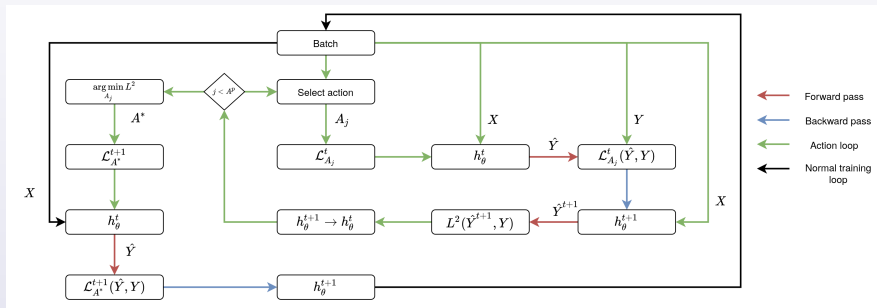 Batch
arg min L²
A_j
j < A^p
Select action
A*
A_j
X
Y
ℒ^{t+1}_{A*}
ℒ^t_{A_j}
h^t_θ
Ŷ
ℒ^t_{A_j}(Ŷ, Y)
X
h^t_θ
h^{t+1}_θ → h^t_θ
L²(Ŷ^{t+1}, Y)
Ŷ^{t+1}
h^{t+1}_θ
X
Ŷ
ℒ^{t+1}_{A*}(Ŷ, Y)
h^{t+1}_θ
Forward pass
Backward pass
Action loop
Normal training
loop